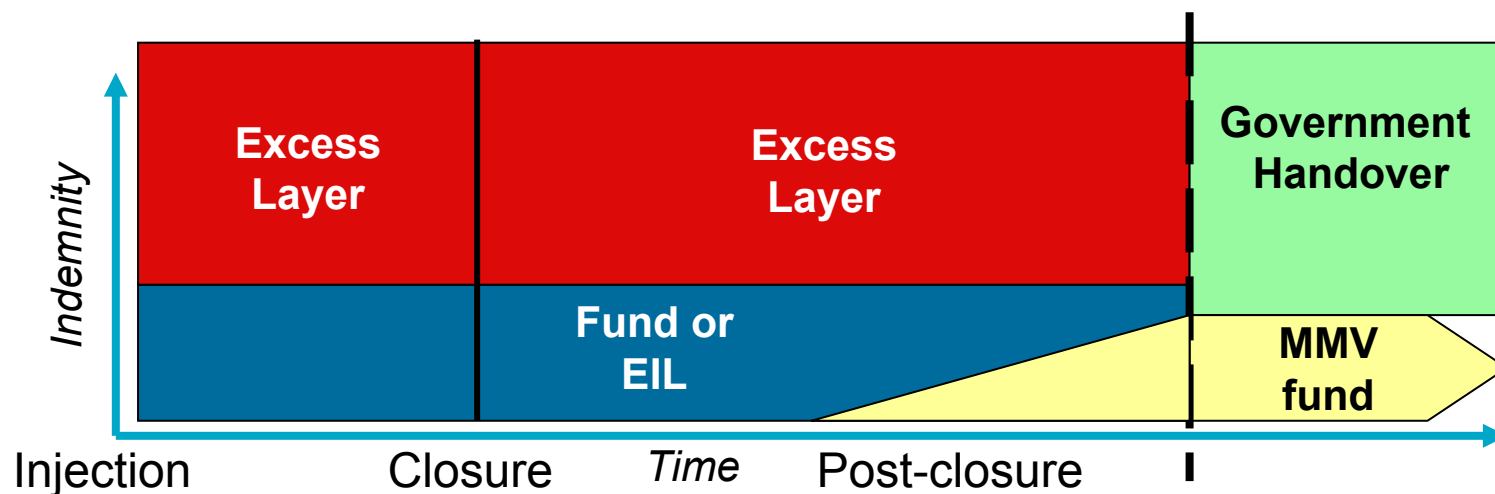 Excess
Layer
Excess
Layer
Government
Handover
Indemnity
Fund or
EIL
MMV
fund
Injection
Closure
Time
Post-closure